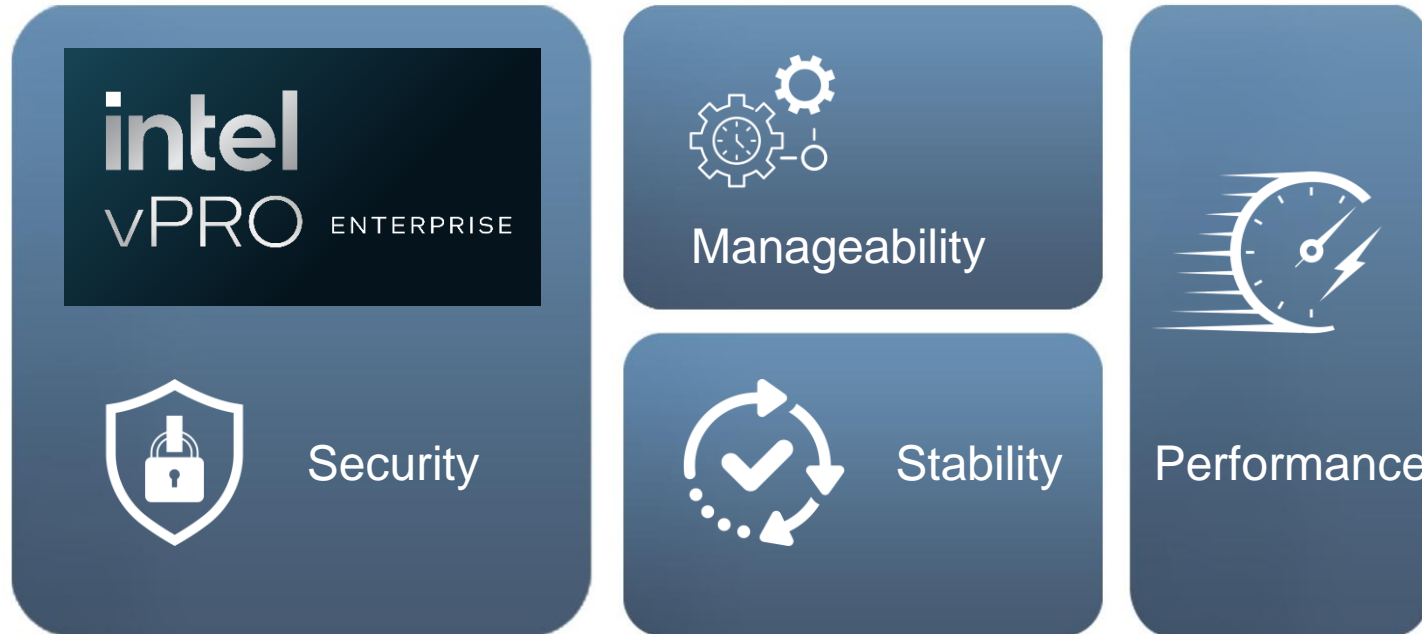 intel
vPRO ENTERPRISE
Security
Manageability
Stability
Performance